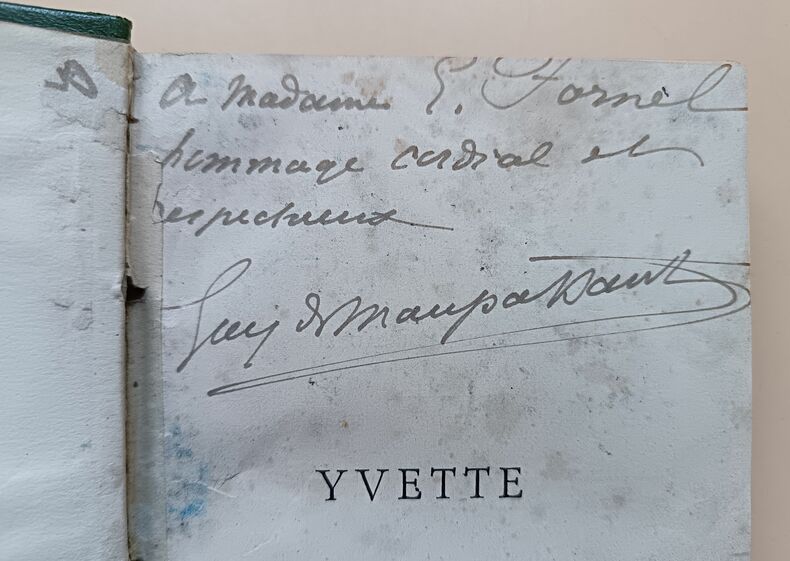 A Madame E. Fornel
hommage cordial et
respectueux
Guy de Maupassant
YVETTE